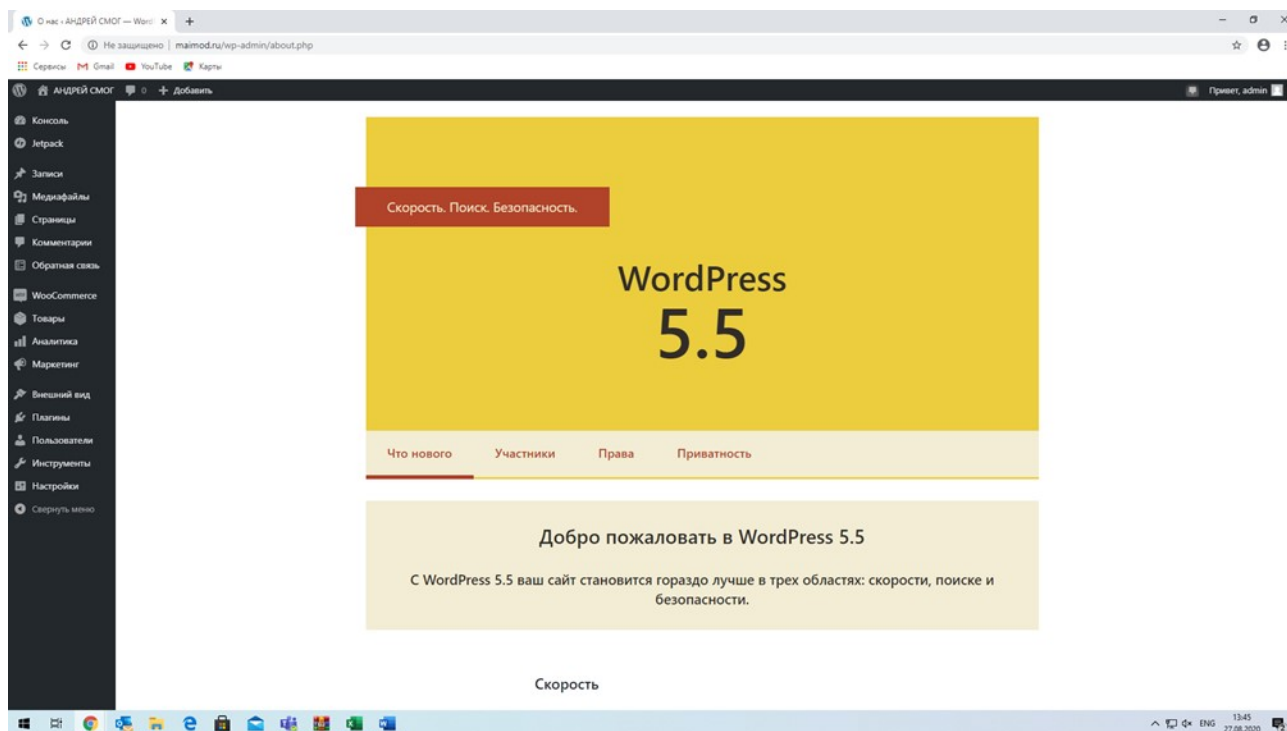 О нас ‹ АНДРЕЙ СМОГ — Word
Не защищено | maimod.ru/wp-admin/about.php
Сервисы Gmail YouTube Карты
АНДРЕЙ СМОГ 0 + Добавить Привет, admin
Консоль
Jetpack
Записи
Медиафайлы
Страницы
Комментарии
Обратная связь
WooCommerce
Товары
Аналитика
Маркетинг
Внешний вид
Плагины
Пользователи
Инструменты
Настройки
Свернуть меню
Скорость. Поиск. Безопасность.
WordPress
5.5
Что нового Участники Права Приватность
Добро пожаловать в WordPress 5.5
С WordPress 5.5 ваш сайт становится гораздо лучше в трех областях: скорости, поиске и
безопасности.
Скорость
ENG 13:45
27.08.2020